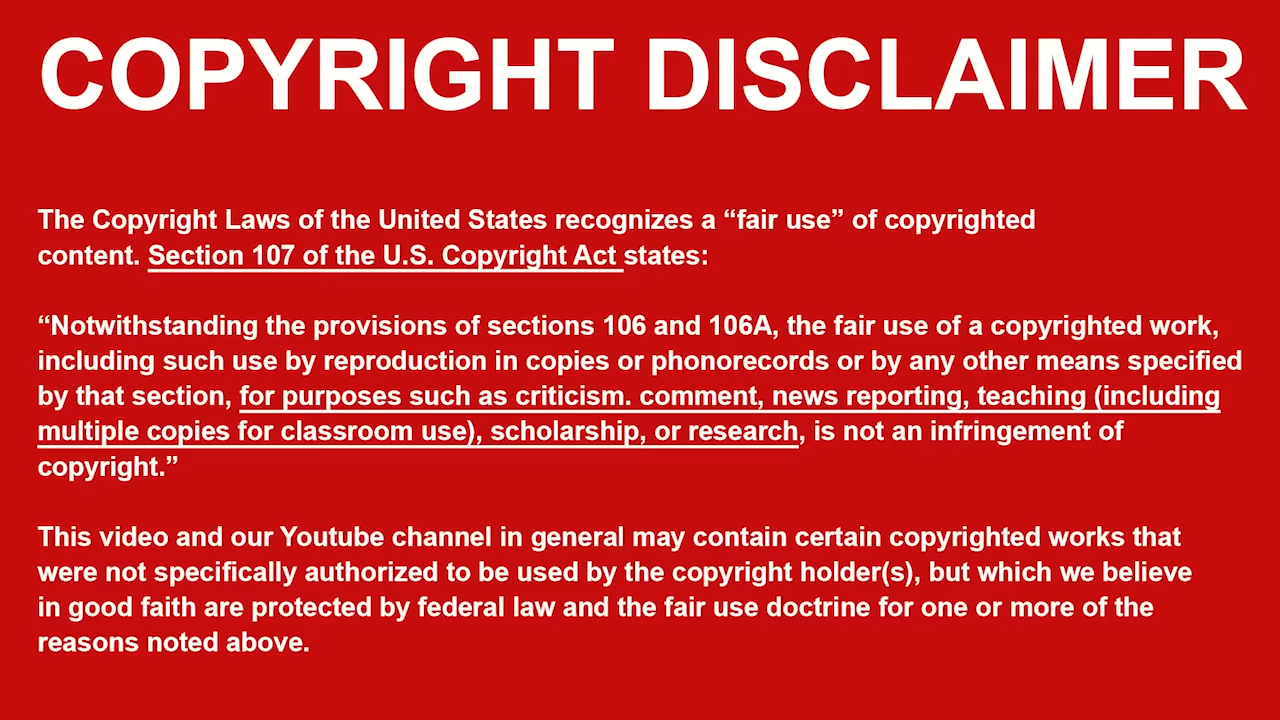 COPYRIGHT DISCLAIMER
The Copyright Laws of the United States recognizes a “fair use” of copyrighted
content. Section 107 of the U.S. Copyright Act states:
“Notwithstanding the provisions of sections 106 and 106A, the fair use of a copyrighted work,
including such use by reproduction in copies or phonorecords or by any other means specified
by that section, for purposes such as criticism. comment, news reporting, teaching (including
multiple copies for classroom use), scholarship, or research, is not an infringement of
copyright.”
This video and our Youtube channel in general may contain certain copyrighted works that
were not specifically authorized to be used by the copyright holder(s), but which we believe
in good faith are protected by federal law and the fair use doctrine for one or more of the
reasons noted above.